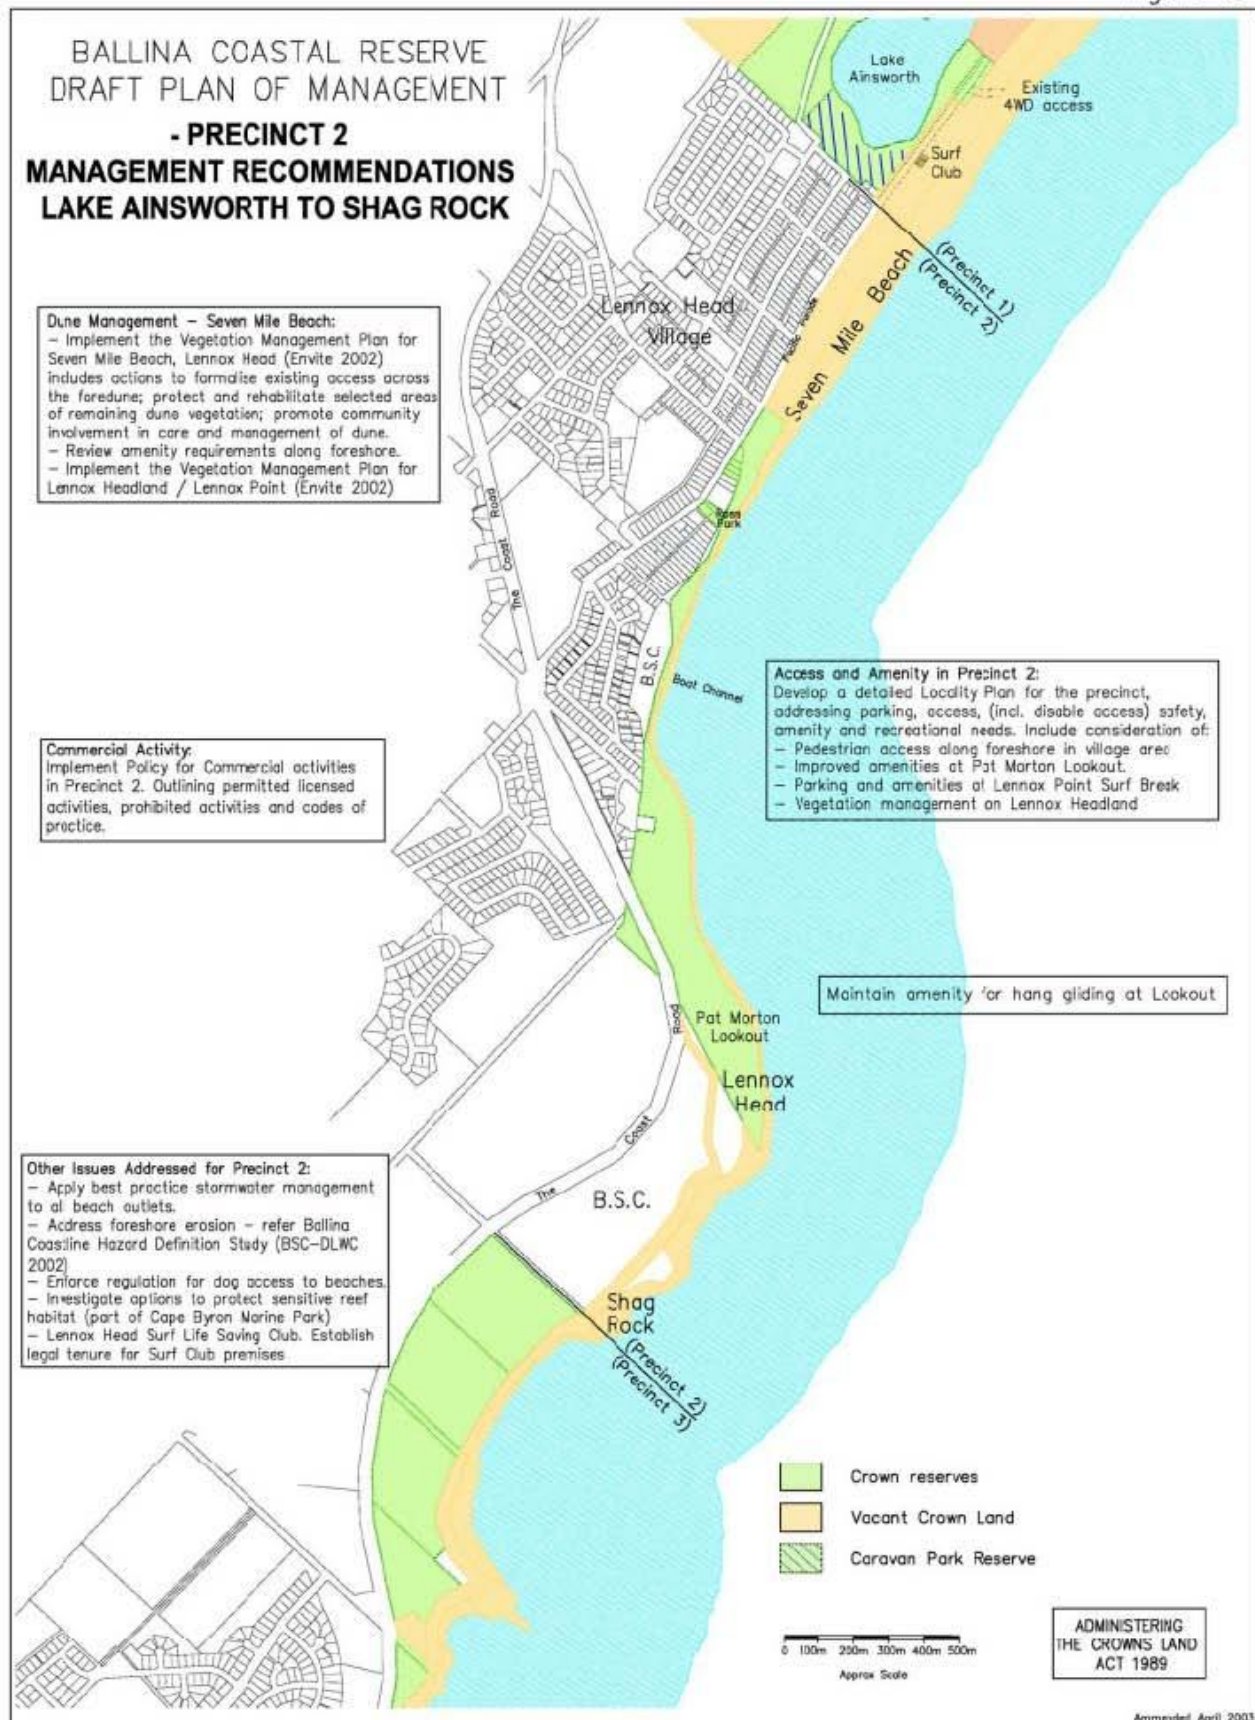 BALLINA COASTAL RESERVE
DRAFT PLAN OF MANAGEMENT
- PRECINCT 2
MANAGEMENT RECOMMENDATIONS
LAKE AINSWORTH TO SHAG ROCK
Lake
Ainsworth
Existing
4WD access
Surf
Club
(Precinct 1)
(Precinct 2)
Seven Mile Beach
Pacific Parade
Lennox Head
Village
Dune Management – Seven Mile Beach:
– Implement the Vegetation Management Plan for
Seven Mile Beach, Lennox Head (Envite 2002)
includes actions to formalise existing access across
the foredune; protect and rehabilitate selected areas
of remaining dune vegetation; promote community
involvement in care and management of dune.
– Review amenity requirements along foreshore.
– Implement the Vegetation Management Plan for
Lennox Headland / Lennox Point (Envite 2002)
Ross
Park
The Coast Road
B.S.C.
Boat Channel
Access and Amenity in Precinct 2:
Develop a detailed Locality Plan for the precinct,
addressing parking, access, (incl. disable access) safety,
amenity and recreational needs. Include consideration of:
– Pedestrian access along foreshore in village area
– Improved amenities at Pat Morton Lookout.
– Parking and amenities at Lennox Point Surf Break
– Vegetation management on Lennox Headland
Commercial Activity:
Implement Policy for Commercial activities
in Precinct 2. Outlining permitted licensed
activities, prohibited activities and codes of
practice.
Maintain amenity for hang gliding at Lookout
Pat Morton
Lookout
Lennox
Head
The Coast Road
B.S.C.
Other Issues Addressed for Precinct 2:
– Apply best practice stormwater management
to al beach outlets.
– Address foreshore erosion – refer Ballina
Coastline Hazard Definition Study (BSC–DLWC
2002)
– Enforce regulation for dog access to beaches.
– Investigate options to protect sensitive reef
habitat (part of Cape Byron Marine Park)
– Lennox Head Surf Life Saving Club. Establish
legal tenure for Surf Club premises
Shag
Rock
(Precinct 2)
(Precinct 3)
Crown reserves
Vacant Crown Land
Caravan Park Reserve
0 100m 200m 300m 400m 500m
Approx Scale
ADMINISTERING
THE CROWNS LAND
ACT 1989
Ammended April 2003